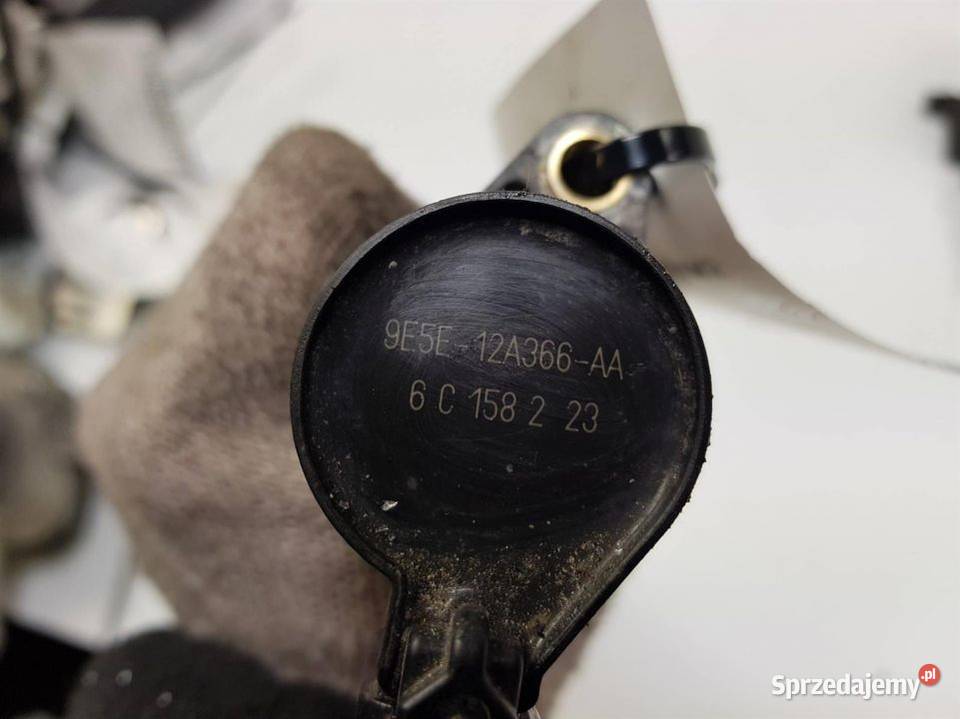 9E5E-12A366-AA
6 C 158 2 23
Sprzedajemy.pl